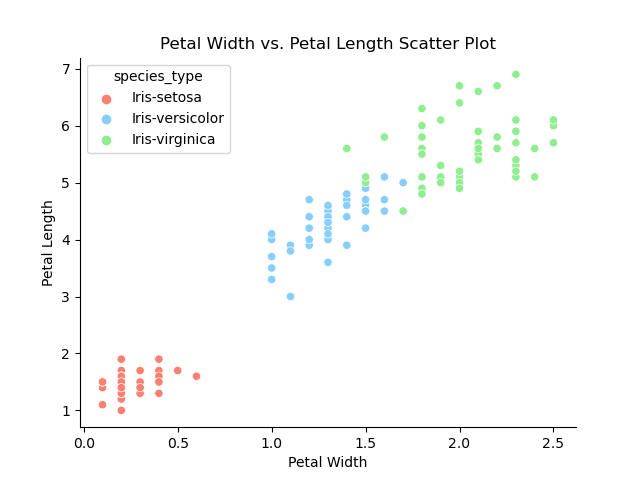 Petal Width vs. Petal Length Scatter Plot
species_type
Iris-setosa
Iris-versicolor
Iris-virginica
Petal Length
7
6
5
4
3
2
1
0.0 0.5 1.0 1.5 2.0 2.5
Petal Width